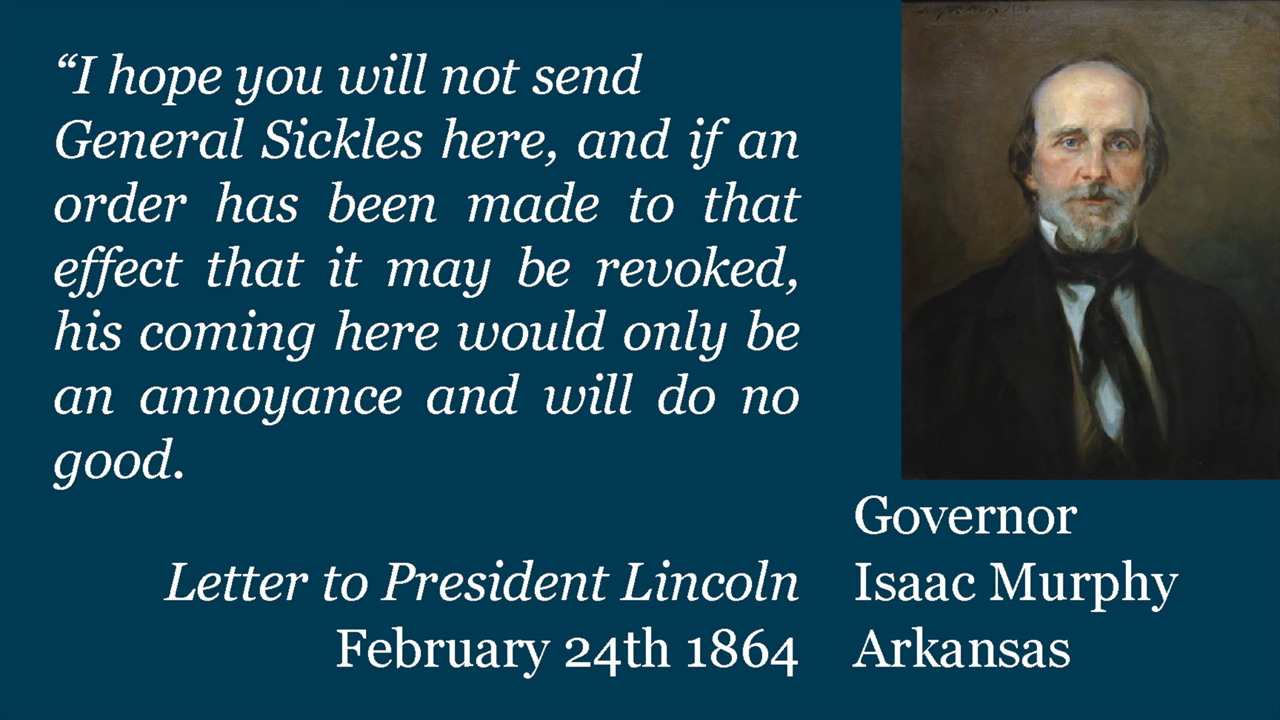 “I hope you will not send
General Sickles here, and if an
order has been made to that
effect that it may be revoked,
his coming here would only be
an annoyance and will do no
good.
Letter to President Lincoln
February 24th 1864
Governor
Isaac Murphy
Arkansas